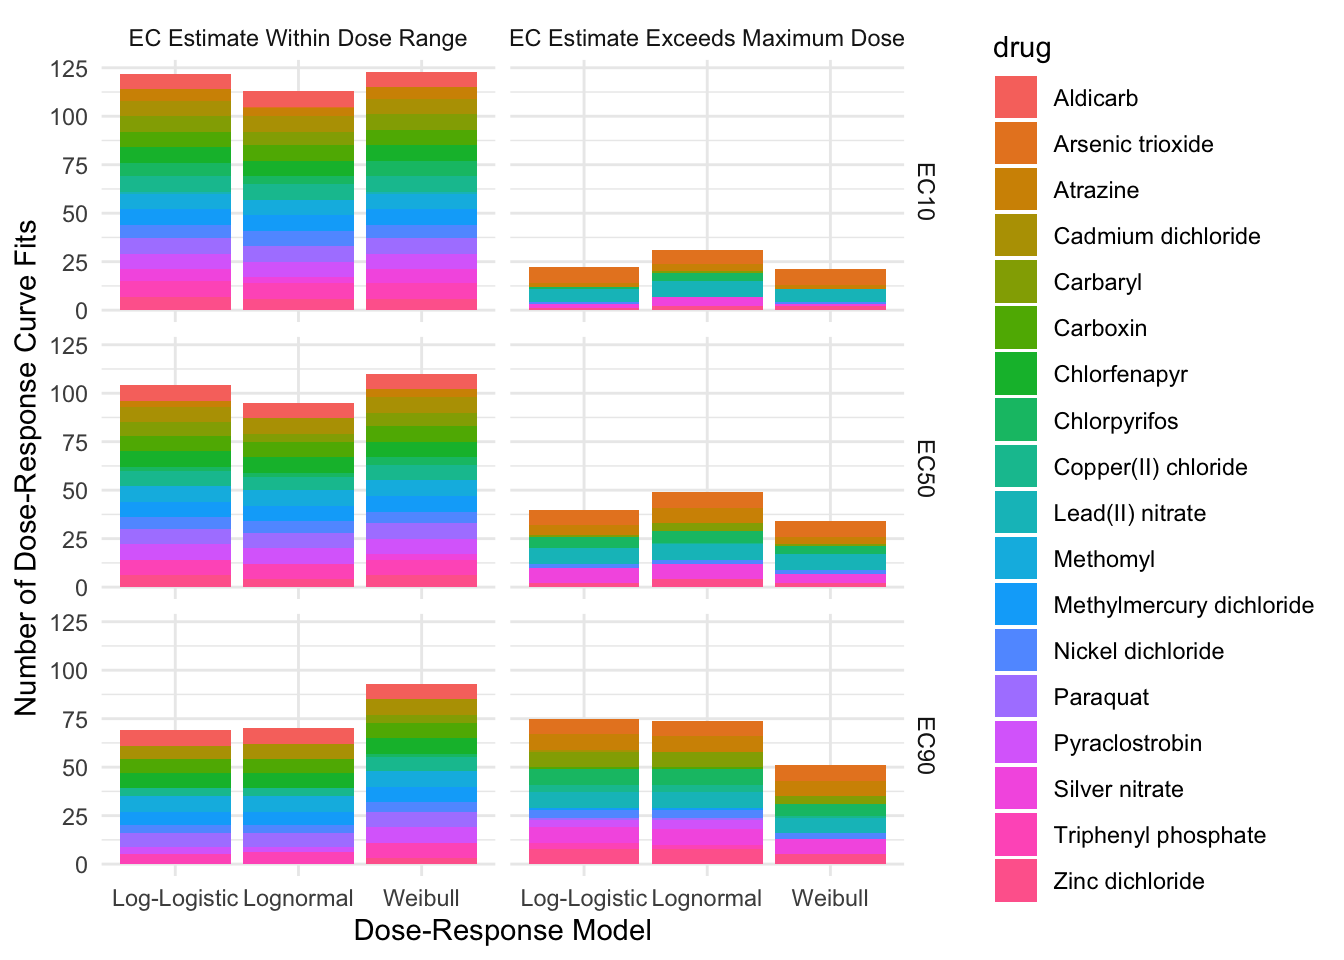 EC Estimate Within Dose Range
EC Estimate Exceeds Maximum Dose
Number of Dose-Response Curve Fits
125
100
75
50
25
0
EC10
125
100
75
50
25
0
EC50
125
100
75
50
25
0
EC90
Log-Logistic
Lognormal
Weibull
Log-Logistic
Lognormal
Weibull
Dose-Response Model
drug
Aldicarb
Arsenic trioxide
Atrazine
Cadmium dichloride
Carbaryl
Carboxin
Chlorfenapyr
Chlorpyrifos
Copper(II) chloride
Lead(II) nitrate
Methomyl
Methylmercury dichloride
Nickel dichloride
Paraquat
Pyraclostrobin
Silver nitrate
Triphenyl phosphate
Zinc dichloride